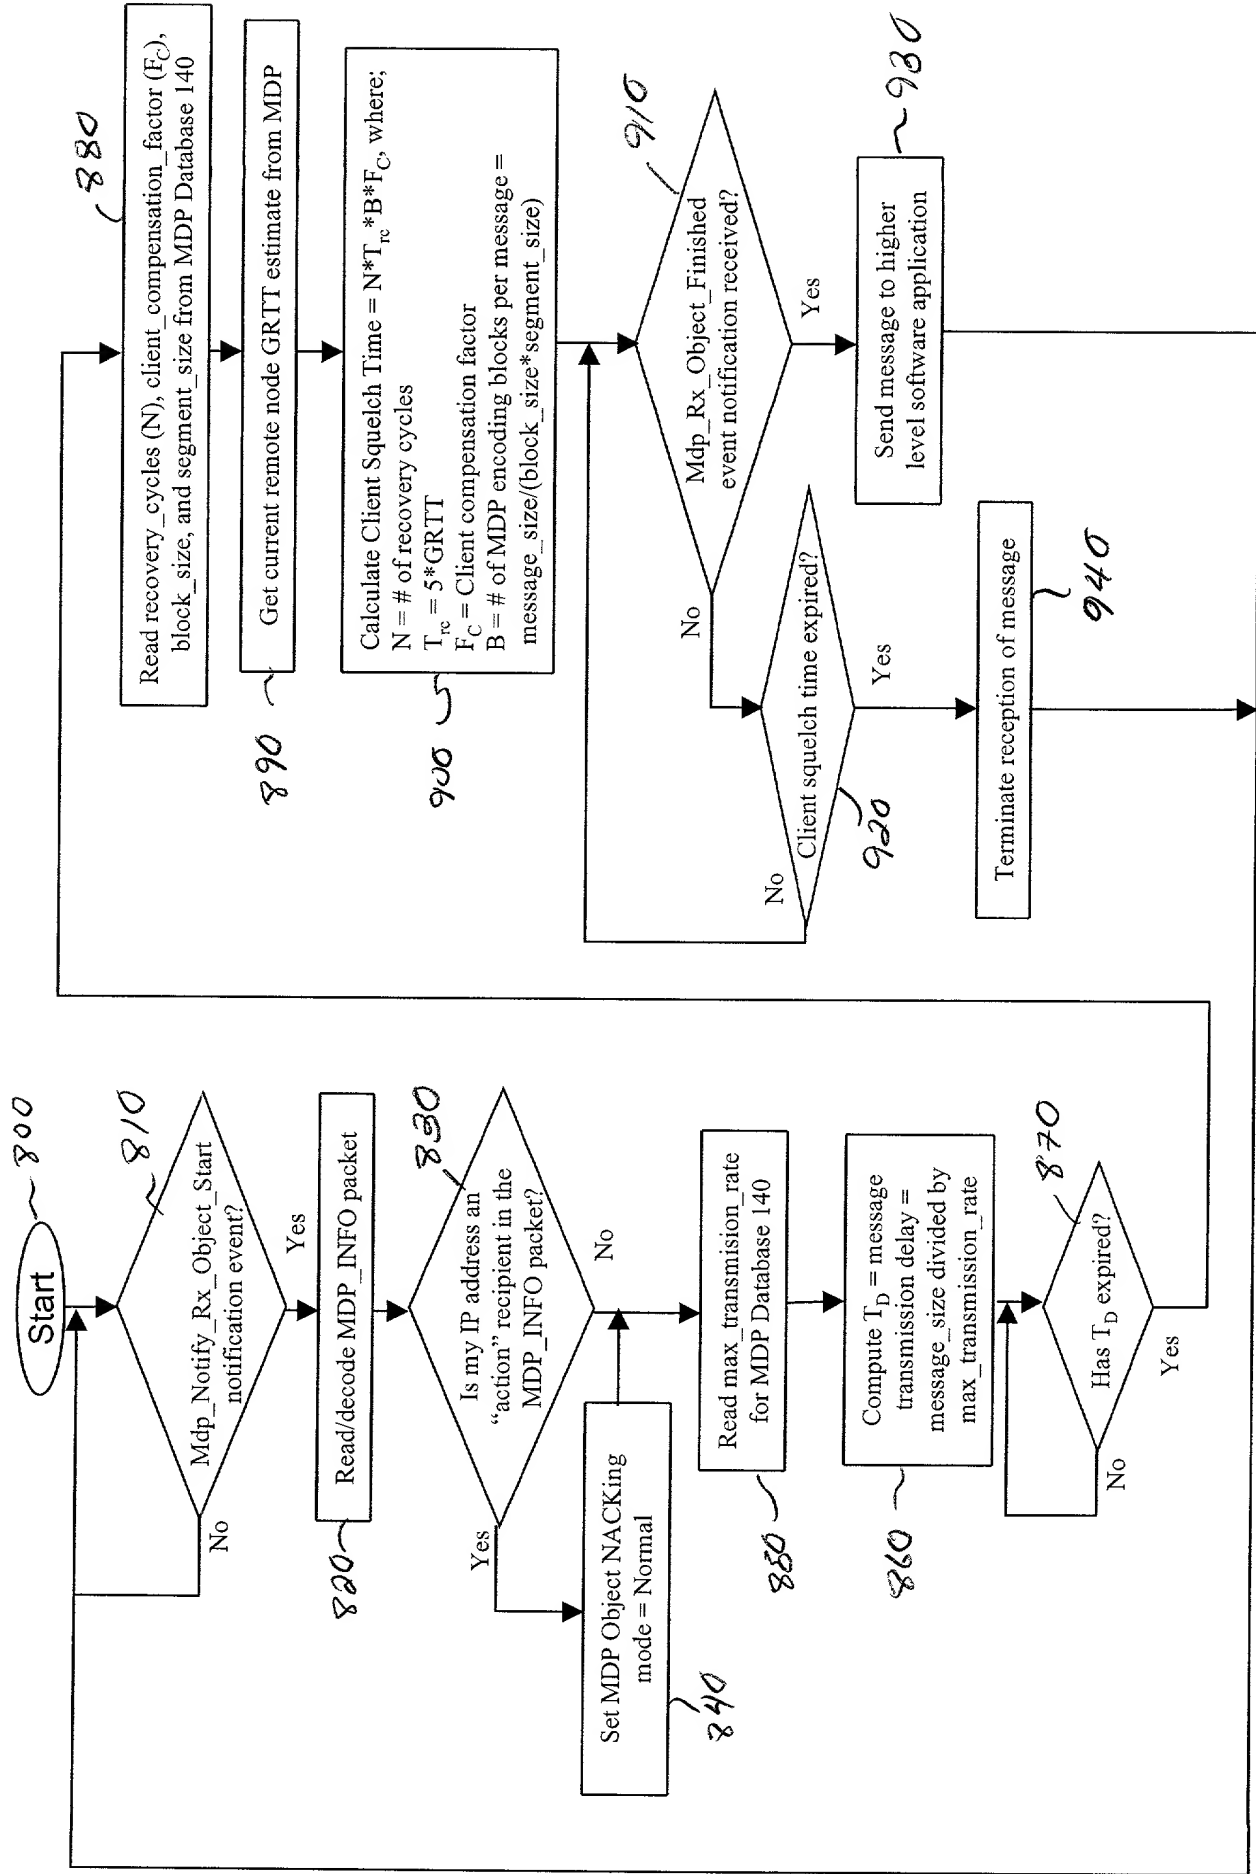 Start
800
810
Mdp_Notify_Rx_Object_Start
notification event?
No
Yes
820
Read/decode MDP_INFO packet
830
Is my IP address an
“action” recipient in the
MDP_INFO packet?
Yes
No
Set MDP Object NACKing
mode = Normal
840
Read max_transmision_rate
for MDP Database 140
850
Compute T_D = message
transmission delay =
message_size divided by
max_transmission_rate
860
870
Has T_D expired?
No
Yes
880
Read recovery_cycles (N), client_compensation_factor (F_C),
block_size, and segment_size from MDP Database 140
890
Get current remote node GRTT estimate from MDP
900
Calculate Client Squelch Time = N*T_rc*B*F_C, where;
N = # of recovery cycles
T_rc = 5*GRTT
F_C = Client compensation factor
B = # of MDP encoding blocks per message =
message_size/(block_size*segment_size)
910
Mdp_Rx_Object_Finished
event notification received?
No
Yes
Client squelch time expired?
920
No
Yes
Send message to higher
level software application
930
Terminate reception of message
940